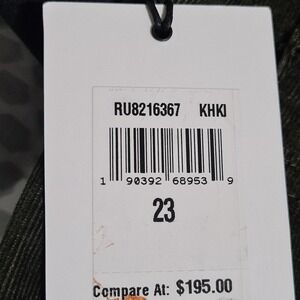 RU8216367 KHKI
1 90392 68953 9
23
Compare At: $195.00